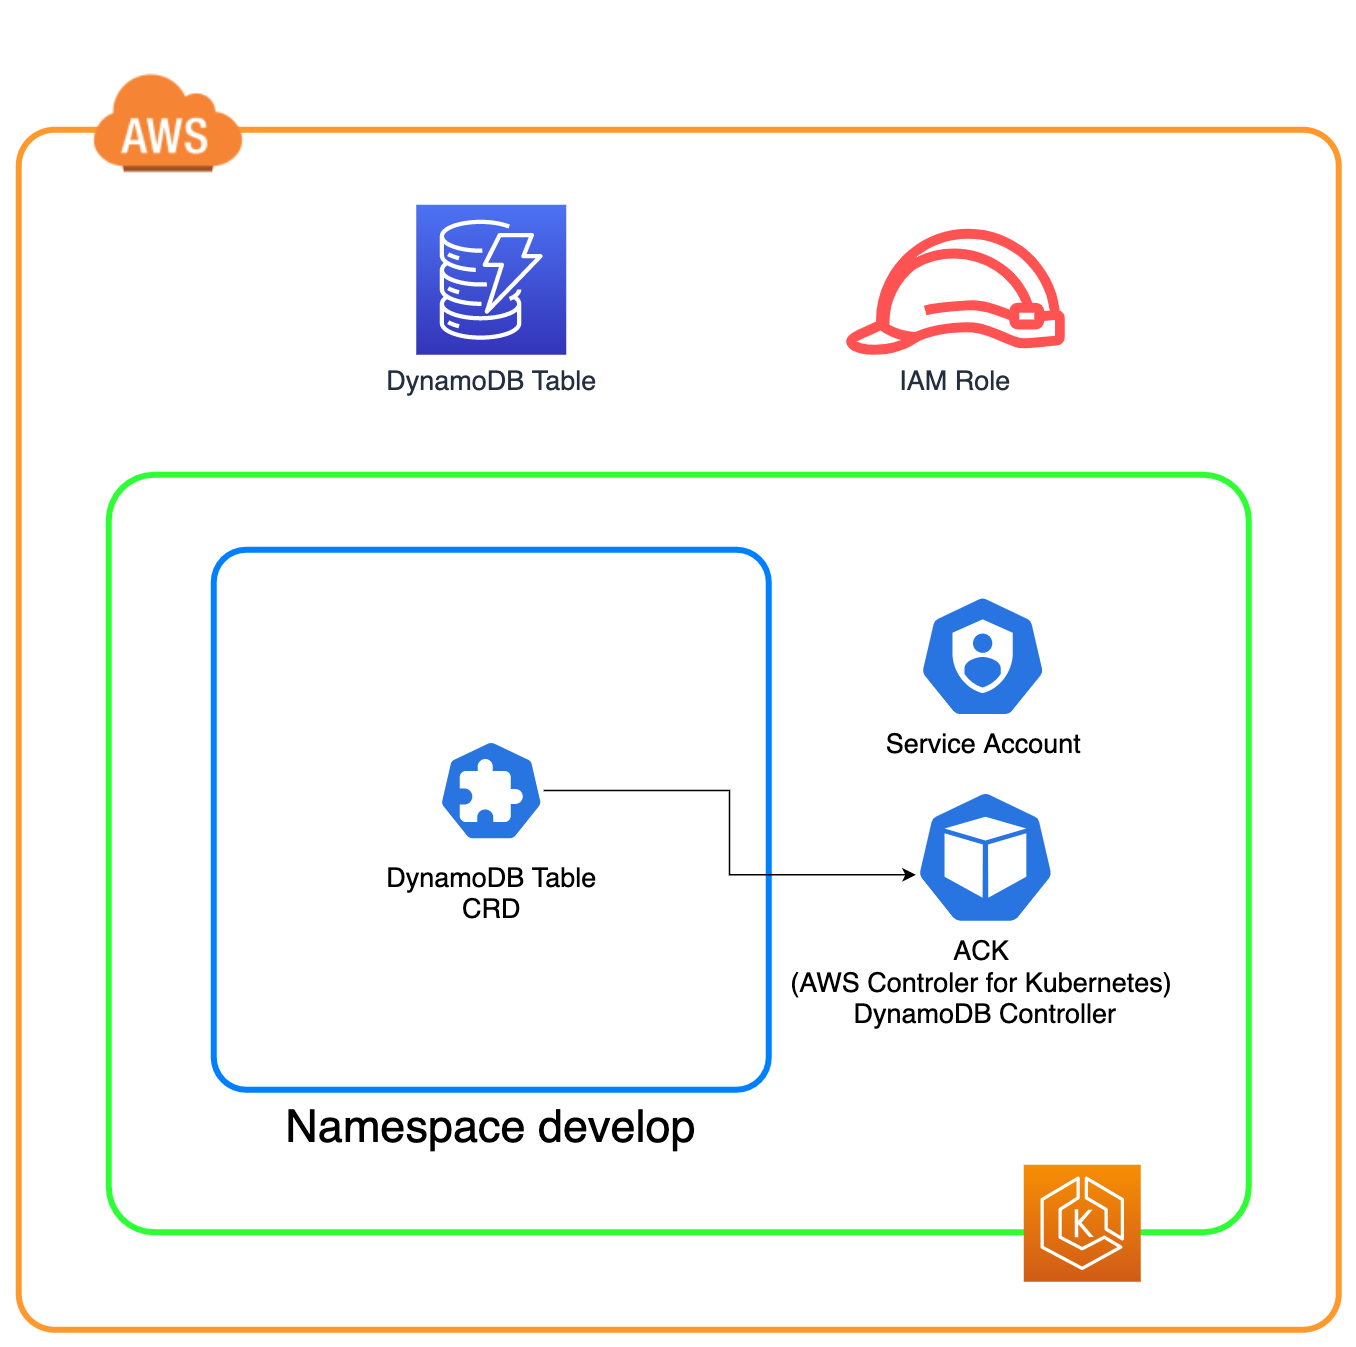 AWS
DynamoDB Table
IAM Role
Service Account
DynamoDB Table
CRD
ACK
(AWS Controler for Kubernetes)
DynamoDB Controller
Namespace develop
K